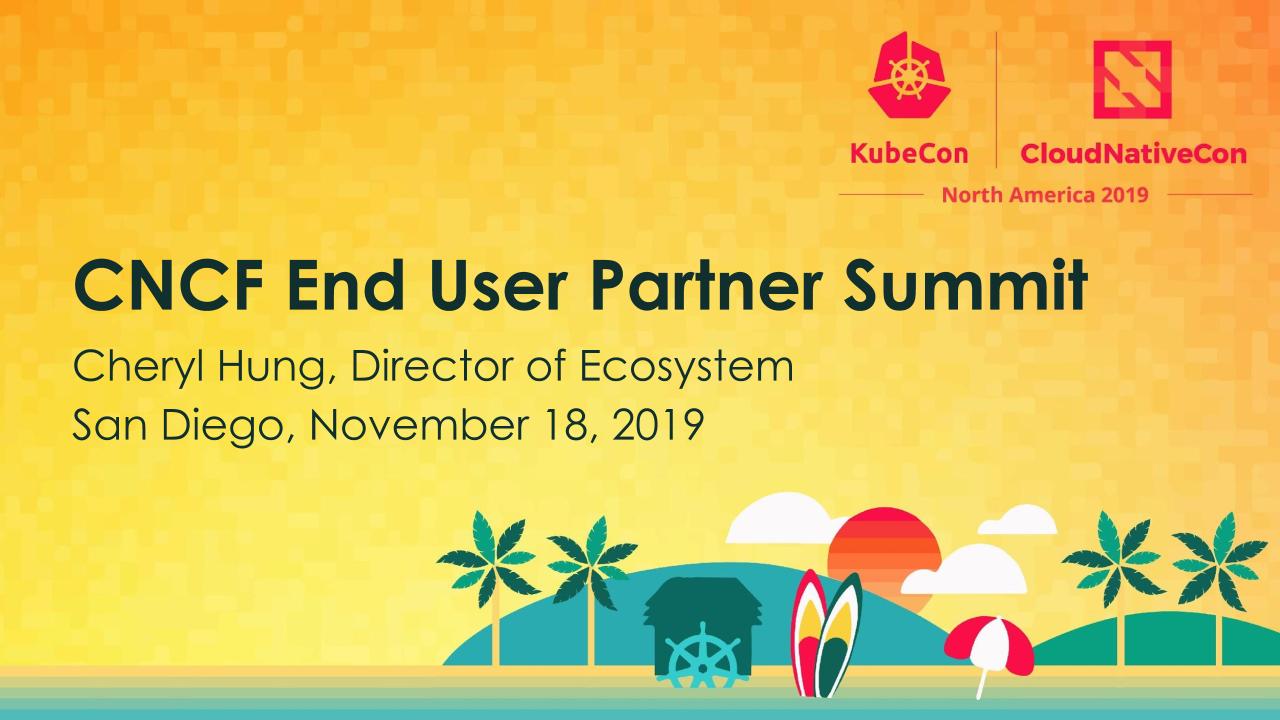 KubeCon
CloudNativeCon
North America 2019
CNCF End User Partner Summit
Cheryl Hung, Director of Ecosystem
San Diego, November 18, 2019